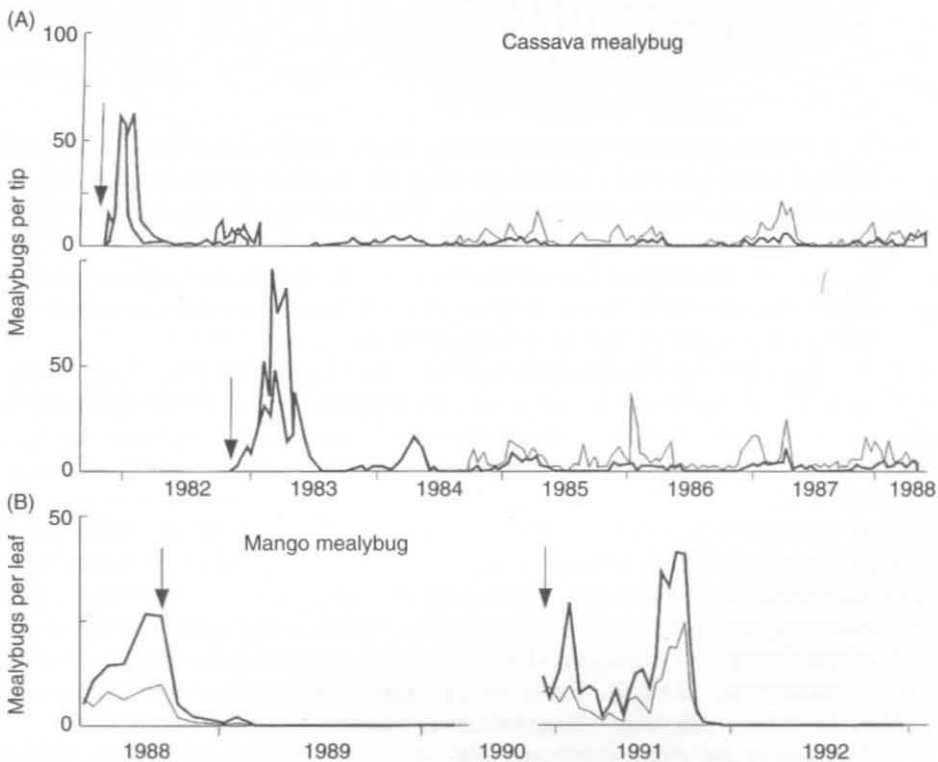 (A)
100
Cassava mealybug
50
0
Mealybugs per tip
50
0
1982 1983 1984 1985 1986 1987 1988
(B)
50
Mango mealybug
Mealybugs per leaf
0
1988 1989 1990 1991 1992